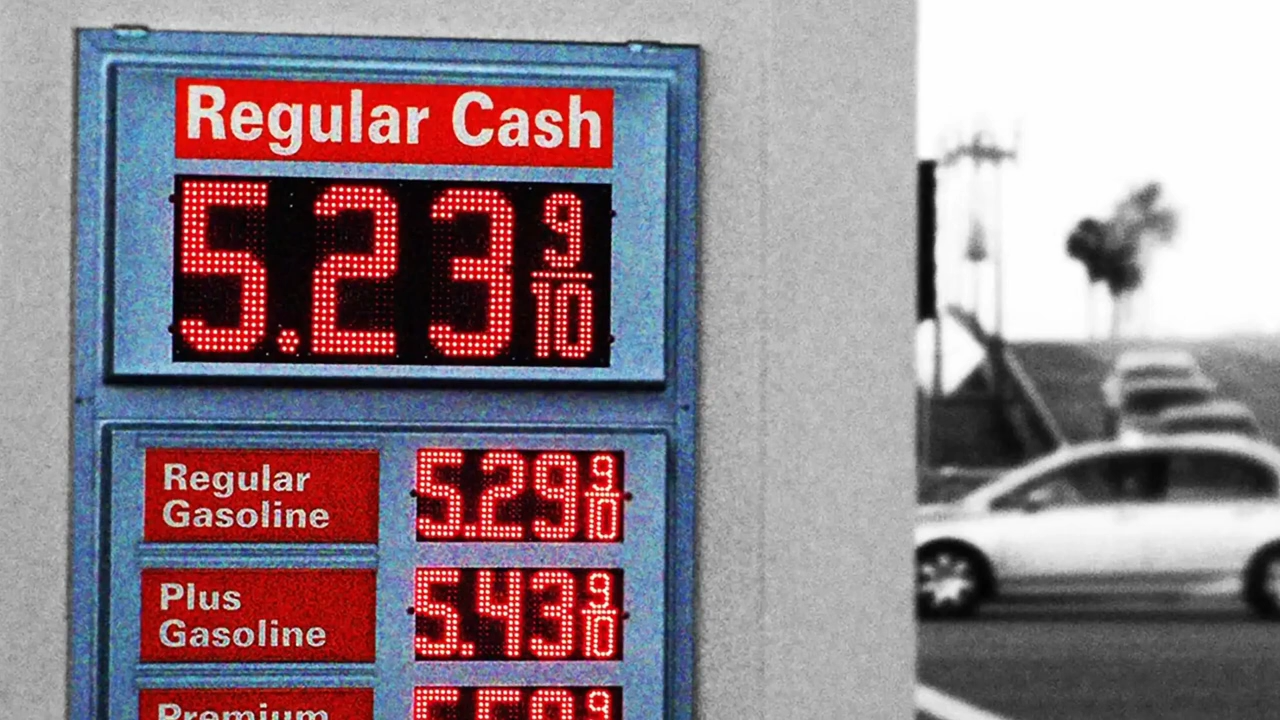 Regular Cash
5.23 9/10
Regular
Gasoline
5.29 9/10
Plus
Gasoline
5.43 9/10
Premium